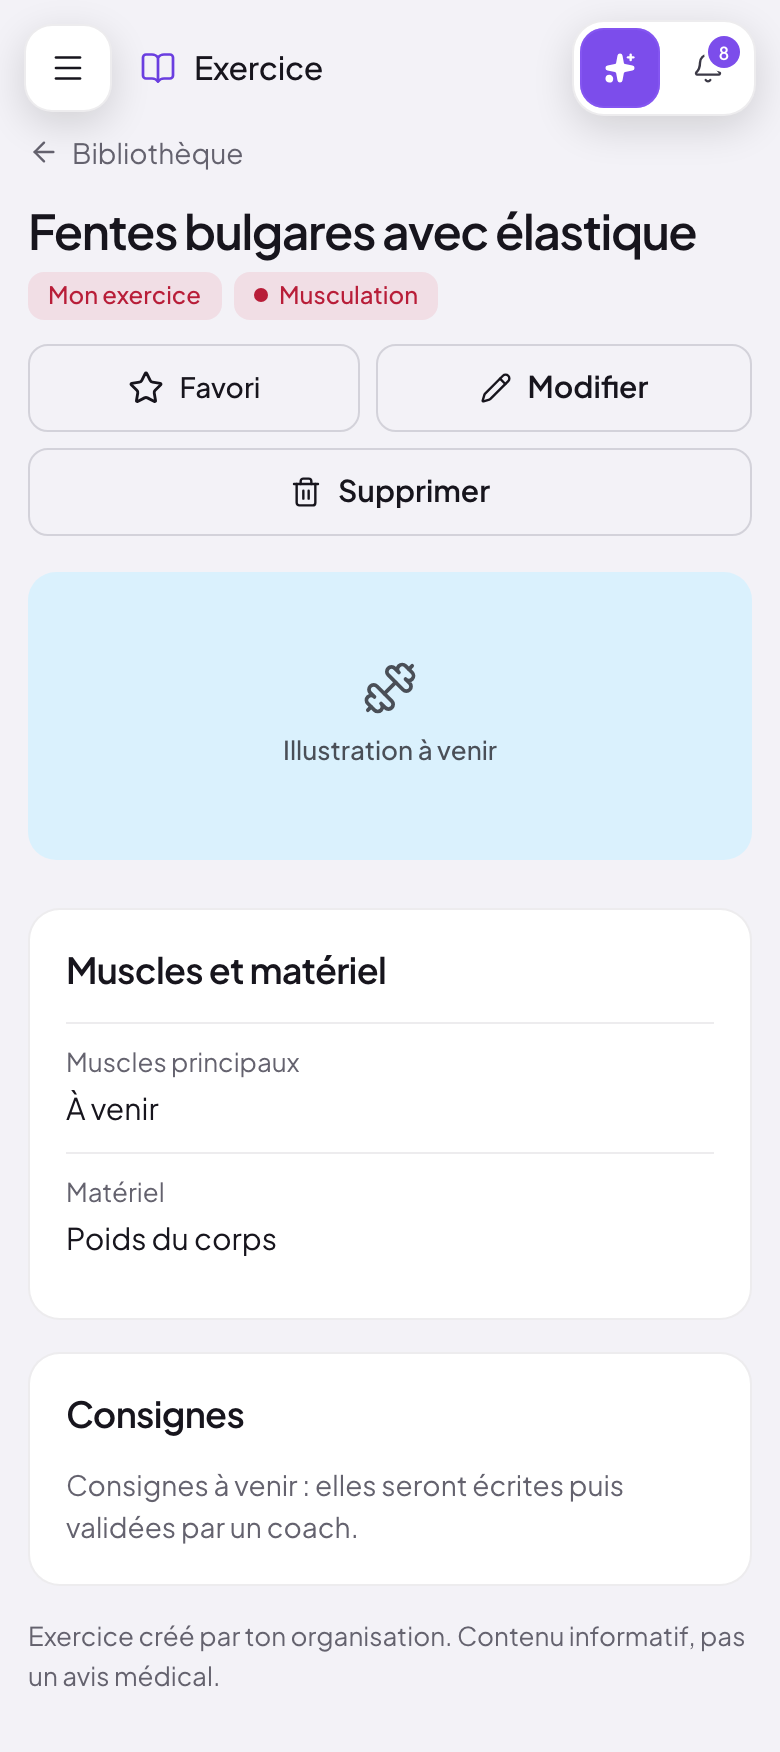 Exercice
8
Bibliothèque
Fentes bulgares avec élastique
Mon exercice
Musculation
Favori
Modifier
Supprimer
Illustration à venir
Muscles et matériel
Muscles principaux
À venir
Matériel
Poids du corps
Consignes
Consignes à venir : elles seront écrites puis
validées par un coach.
Exercice créé par ton organisation. Contenu informatif, pas
un avis médical.